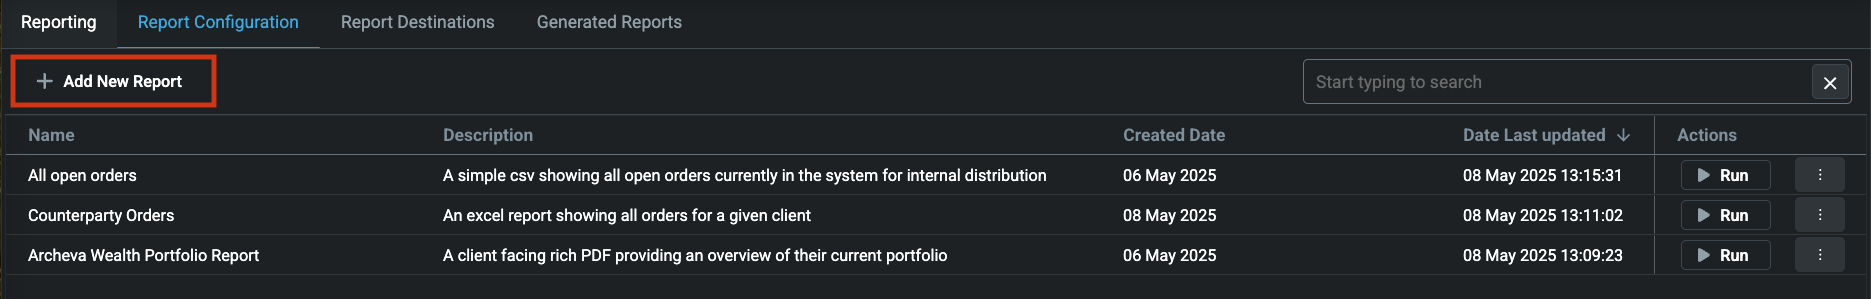 Reporting Report Configuration Report Destinations Generated Reports
Add New Report Start typing to search
Name Description Created Date Date Last updated Actions
All open orders A simple csv showing all open orders currently in the system for internal distribution 06 May 2025 08 May 2025 13:15:31 Run
Counterparty Orders An excel report showing all orders for a given client 08 May 2025 08 May 2025 13:11:02 Run
Archeva Wealth Portfolio Report A client facing rich PDF providing an overview of their current portfolio 06 May 2025 08 May 2025 13:09:23 Run